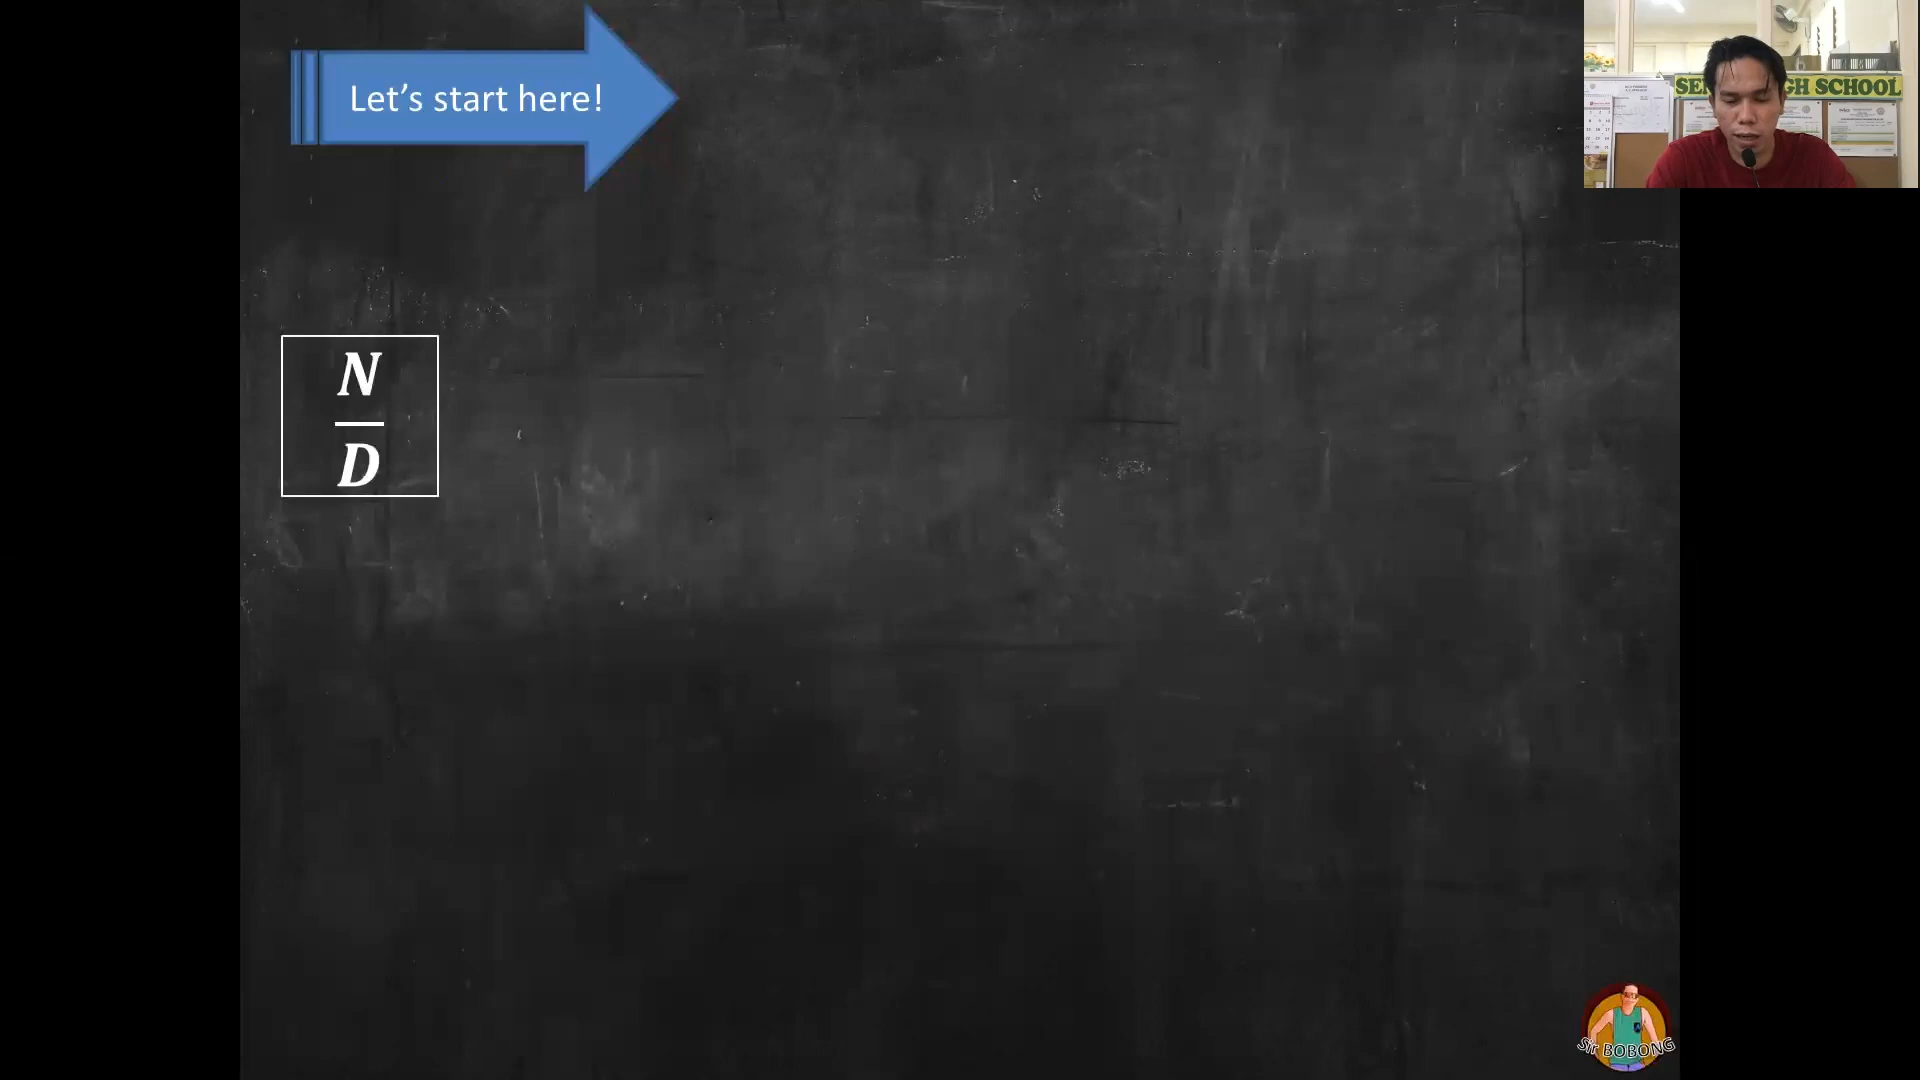 Let's start here!
N
D
SE GH SCHOOL
Sir BOBONG